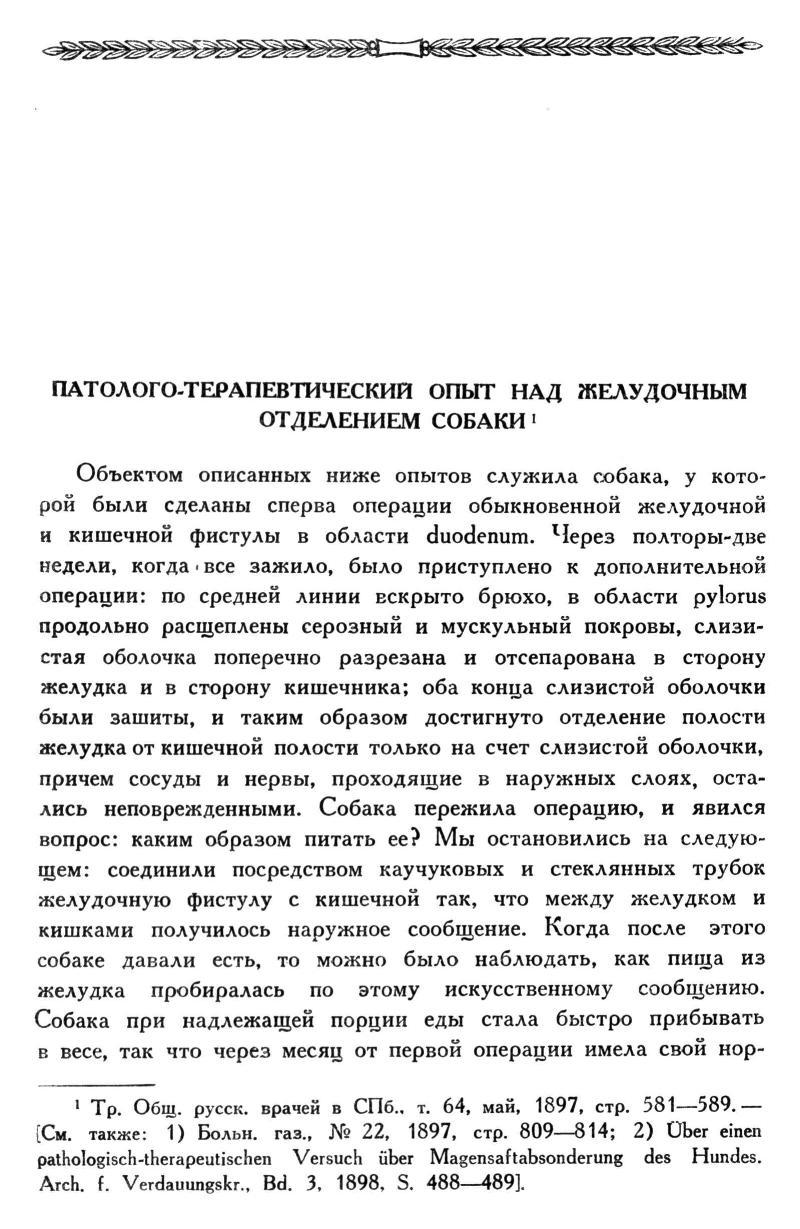 ПАТОЛОГО-ТЕРАПЕВТИЧЕСКИЙ ОПЫТ НАД ЖЕЛУДОЧНЫМ
ОТДЕЛЕНИЕМ СОБАКИ ¹
Объектом описанных ниже опытов служила собака, у кото-
рой были сделаны сперва операции обыкновенной желудочной
и кишечной фистулы в области duodenum. Через полторы-две
недели, когда все зажило, было приступлено к дополнительной
операции: по средней линии вскрыто брюхо, в области pylorus
продольно расщеплены серозный и мускульный покровы, слизи-
стая оболочка поперечно разрезана и отсепарована в сторону
желудка и в сторону кишечника; оба конца слизистой оболочки
были зашиты, и таким образом достигнуто отделение полости
желудка от кишечной полости только на счет слизистой оболочки,
причем сосуды и нервы, проходящие в наружных слоях, оста-
лись неповрежденными. Собака пережила операцию, и явился
вопрос: каким образом питать ее? Мы остановились на следую-
щем: соединили посредством каучуковых и стеклянных трубок
желудочную фистулу с кишечной так, что между желудком и
кишками получилось наружное сообщение. Когда после этого
собаке давали есть, то можно было наблюдать, как пища из
желудка пробиралась по этому искусственному сообщению.
Собака при надлежащей порции еды стала быстро прибывать
в весе, так что через месяц от первой операции имела свой нор-
¹ Тр. Общ. русск. врачей в СПб., т. 64, май, 1897, стр. 581—589. —
[См. также: 1) Больн. газ., № 22, 1897, стр. 809—814; 2) Über einen
pathologisch-therapeutischen Versuch über Magensaftabsonderung des Hundes.
Arch. f. Verdauungskr., Bd. 3, 1898, S. 488—489].